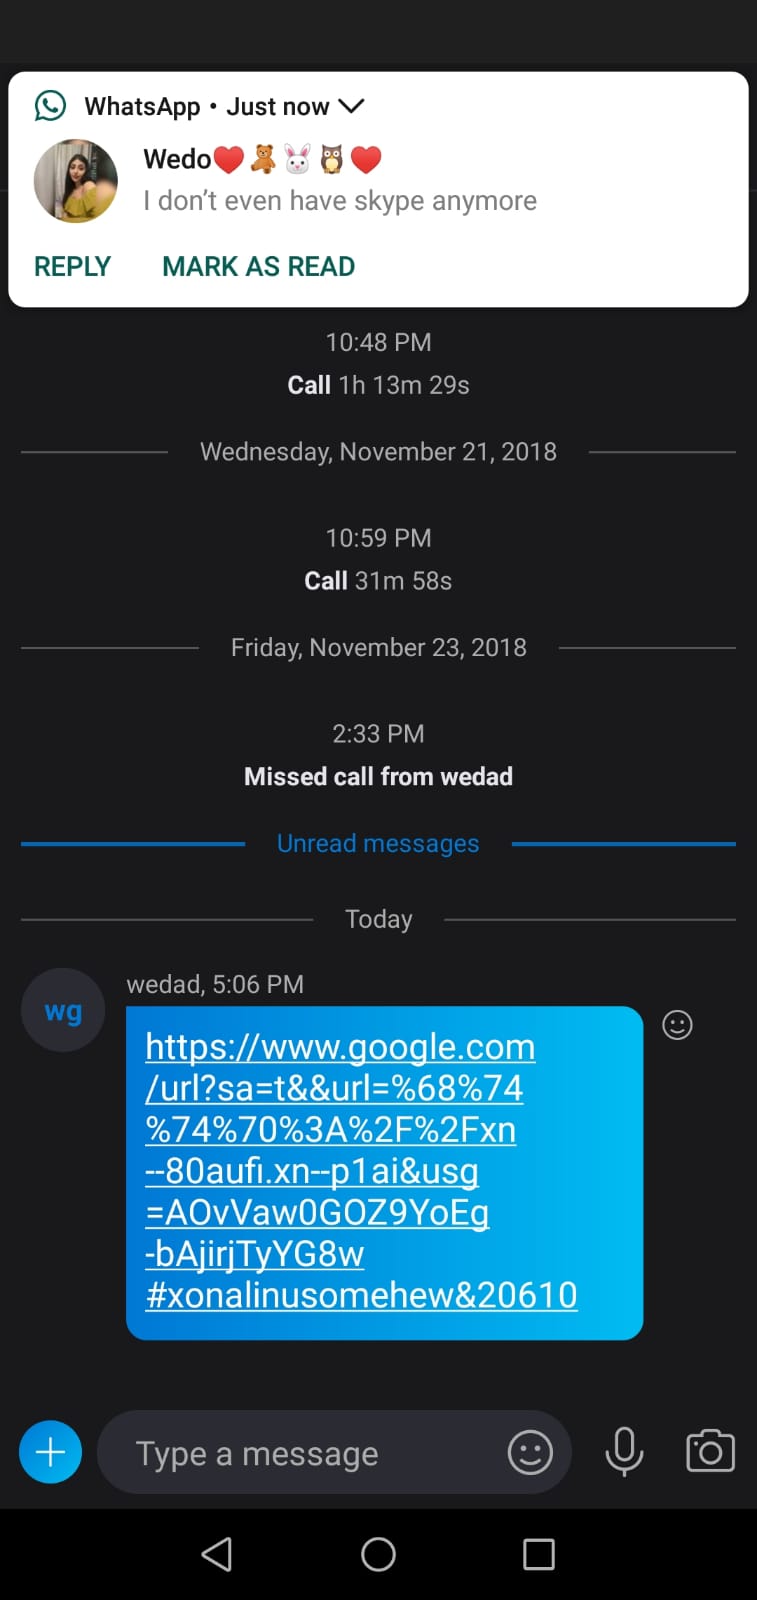 WhatsApp • Just now
Wedo❤️🧸🐰🦉❤️
I don’t even have skype anymore
REPLY MARK AS READ
10:48 PM
Call 1h 13m 29s
Wednesday, November 21, 2018
10:59 PM
Call 31m 58s
Friday, November 23, 2018
2:33 PM
Missed call from wedad
Unread messages
Today
wedad, 5:06 PM
wg
https://www.google.com
/url?sa=t&&url=%68%74
%74%70%3A%2F%2Fxn
--80aufi.xn--p1ai&usg
=AOvVaw0GOZ9YoEg
-bAjirjTyYG8w
#xonalinusomehew&20610
Type a message